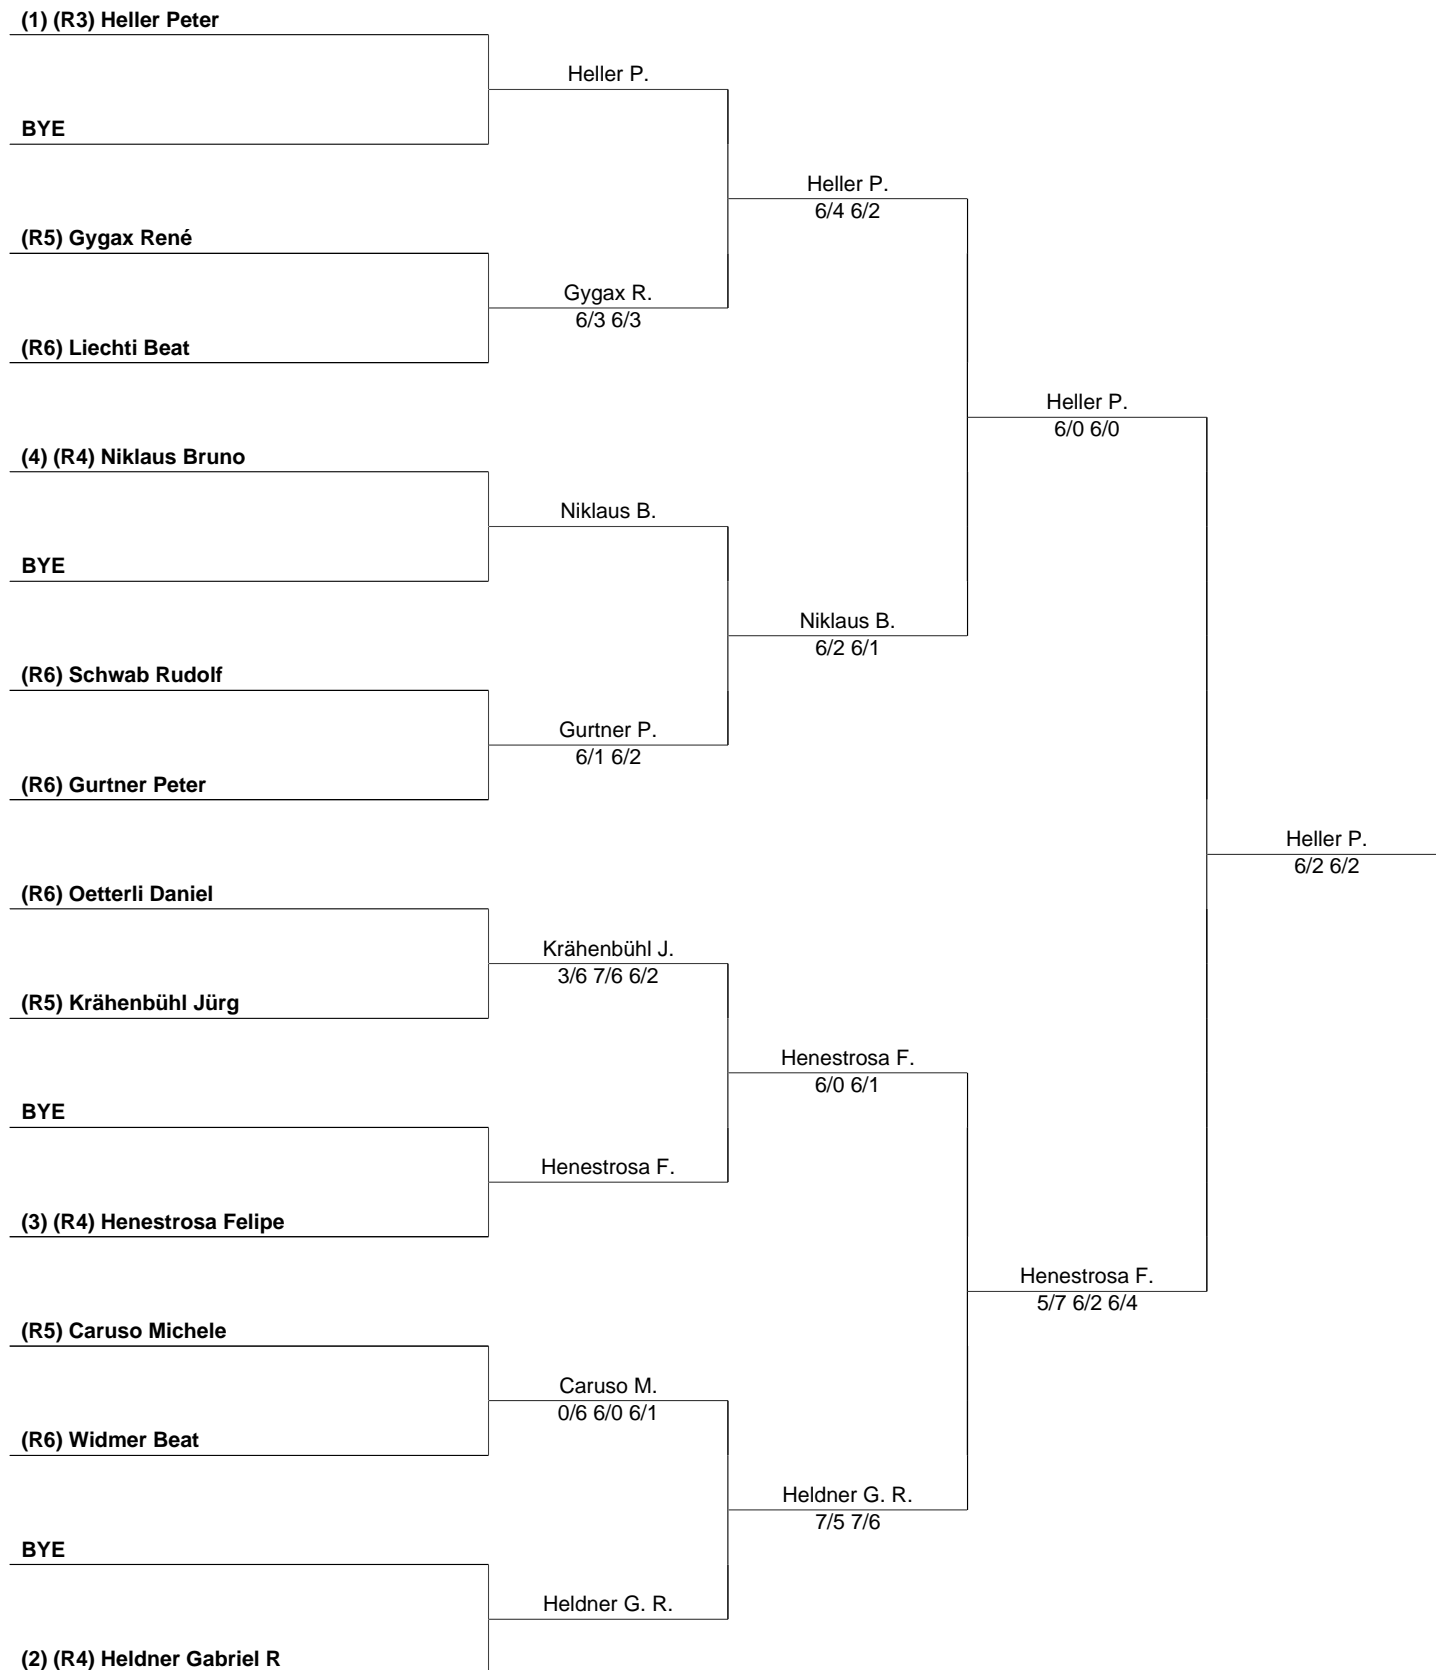 (1) (R3) Heller Peter
Heller P.
BYE
Heller P.
6/4 6/2
(R5) Gygax René
Gygax R.
6/3 6/3
(R6) Liechti Beat
Heller P.
6/0 6/0
(4) (R4) Niklaus Bruno
Niklaus B.
BYE
Niklaus B.
6/2 6/1
(R6) Schwab Rudolf
Gurtner P.
6/1 6/2
(R6) Gurtner Peter
Heller P.
6/2 6/2
(R6) Oetterli Daniel
Krähenbühl J.
3/6 7/6 6/2
(R5) Krähenbühl Jürg
Henestrosa F.
6/0 6/1
BYE
Henestrosa F.
(3) (R4) Henestrosa Felipe
Henestrosa F.
5/7 6/2 6/4
(R5) Caruso Michele
Caruso M.
0/6 6/0 6/1
(R6) Widmer Beat
Heldner G. R.
7/5 7/6
BYE
Heldner G. R.
(2) (R4) Heldner Gabriel R